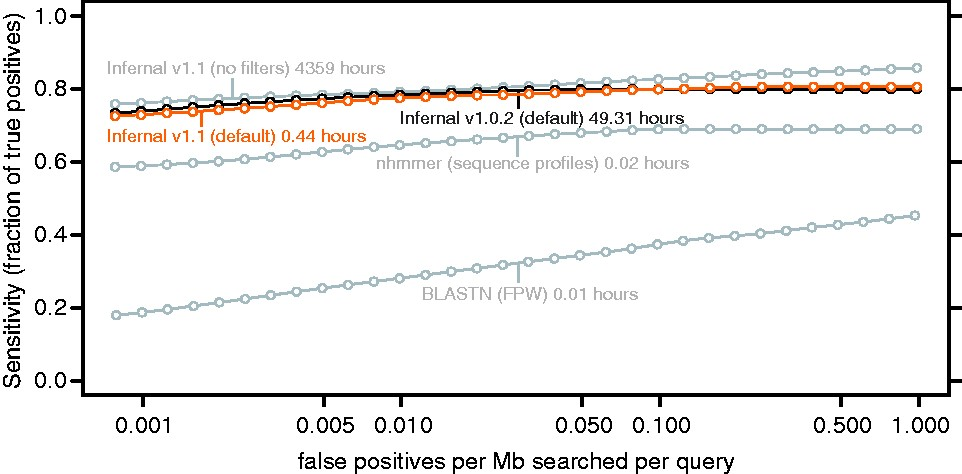 Sensitivity (fraction of true positives)
1.0
0.8
0.6
0.4
0.2
0.0
Infernal v1.1 (no filters) 4359 hours
Infernal v1.0.2 (default) 49.31 hours
Infernal v1.1 (default) 0.44 hours
nhmmer (sequence profiles) 0.02 hours
BLASTN (FPW) 0.01 hours
0.001 0.005 0.010 0.050 0.100 0.500 1.000
false positives per Mb searched per query